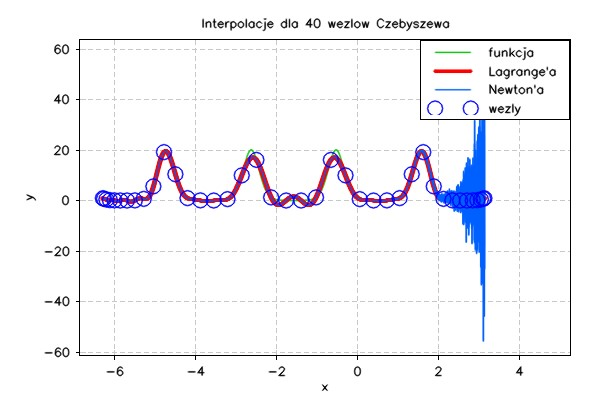 Interpolacje dla 40 wezlow Czebyszewa
funkcja
Lagrange'a
Newton'a
wezly
60
40
20
0
−20
−40
−60
y
−6 −4 −2 0 2 4
x